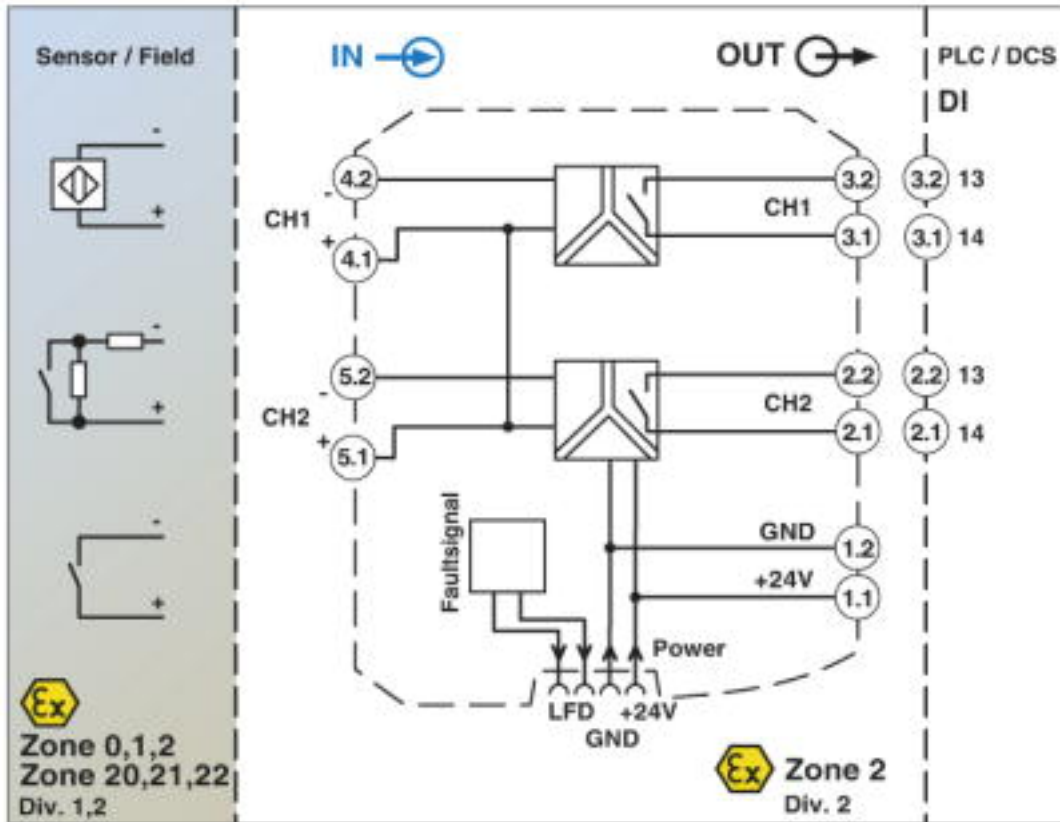 Sensor / Field
IN
OUT
PLC / DCS
DI
-
+
-
+
-
+
4.2
-
CH1
+
4.1
5.2
-
CH2
+
5.1
3.2
CH1
3.1
3.2 13
3.1 14
2.2
CH2
2.1
2.2 13
2.1 14
GND
1.2
+24V
1.1
Faultsignal
Power
LFD +24V
GND
Ex
Zone 0,1,2
Zone 20,21,22
Div. 1,2
Ex
Zone 2
Div. 2